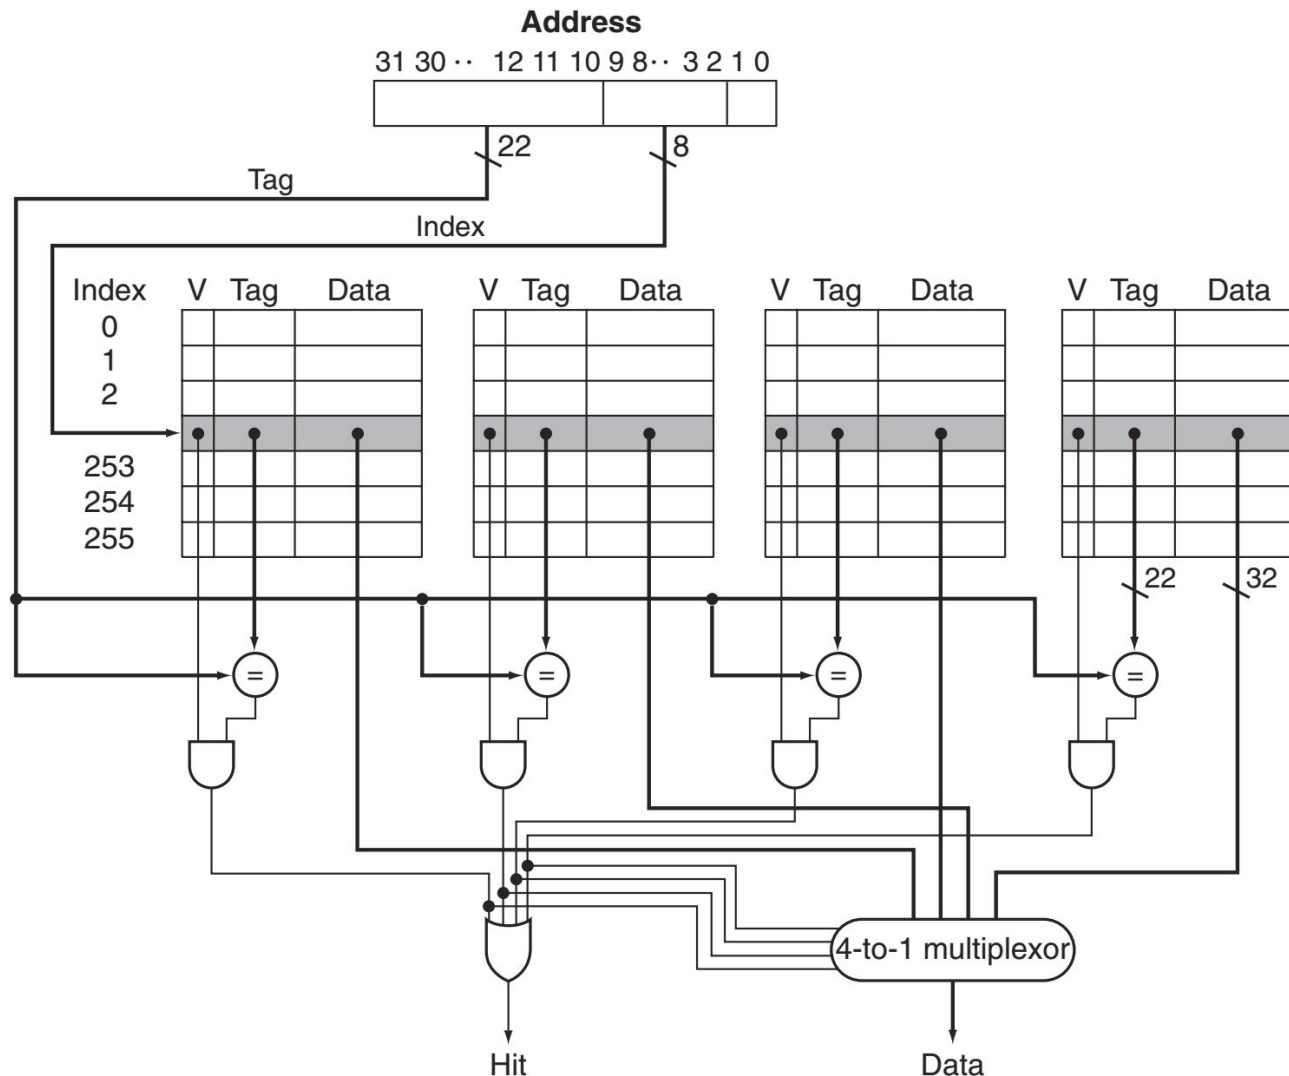 Address
31 30 ·· 12 11 10 9 8 ·· 3 2 1 0
22 8
Tag
Index
Index V Tag Data V Tag Data V Tag Data V Tag Data
0
1
2
253
254
255
22 32
= = = =
4-to-1 multiplexor
Hit Data